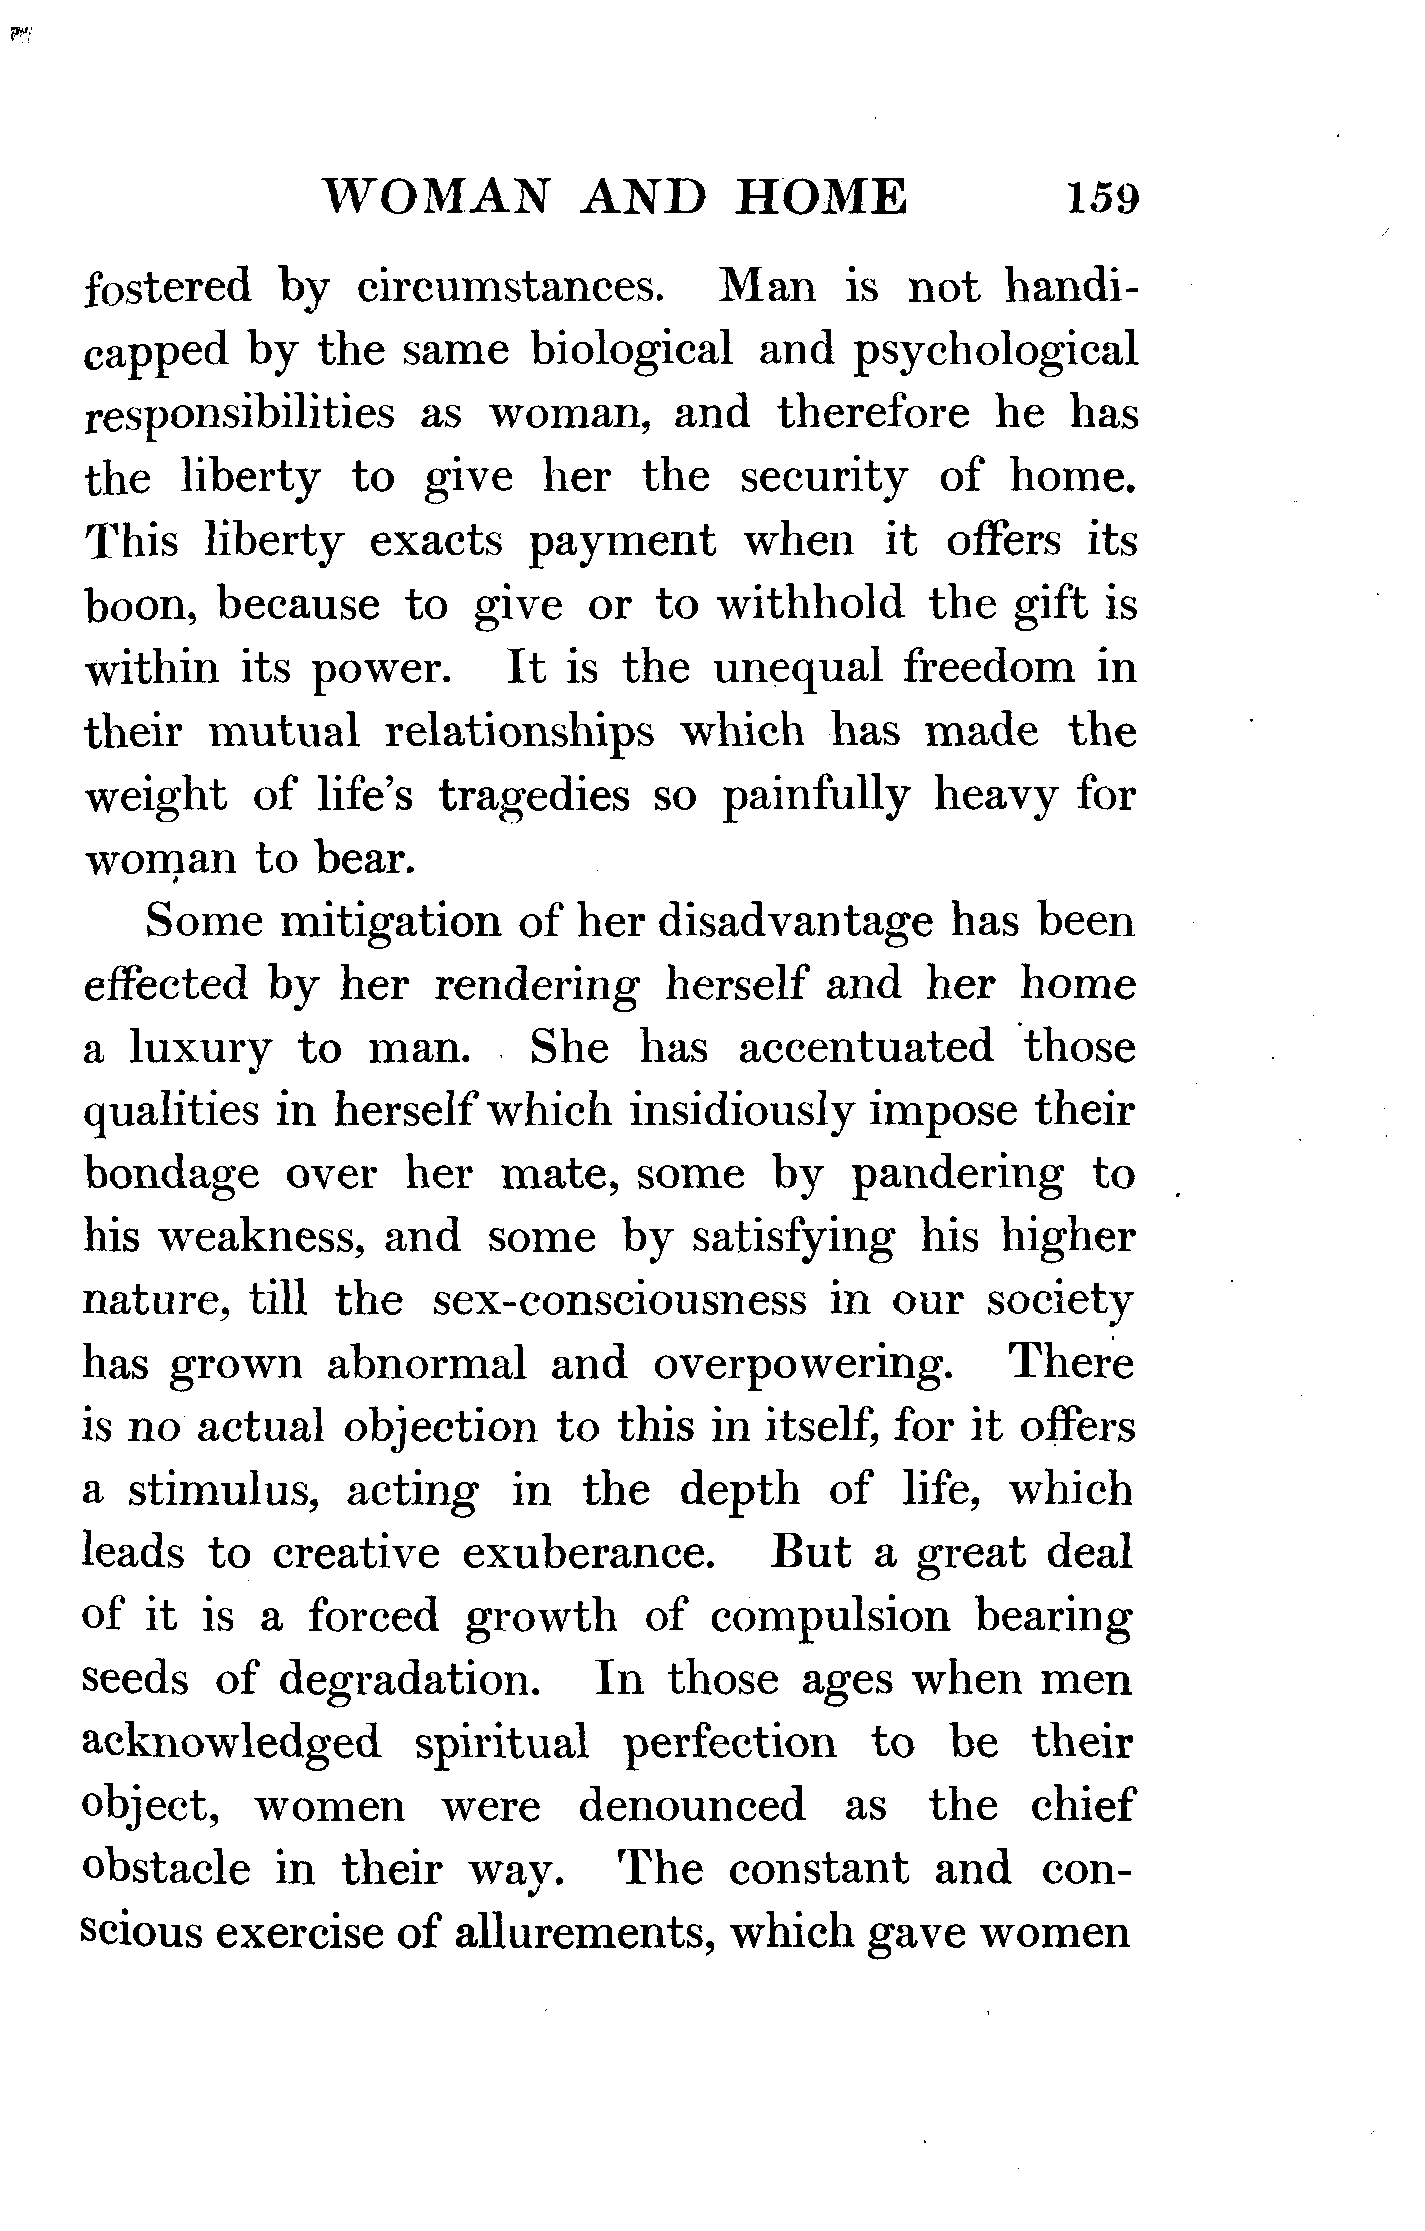 WOMAN AND HOME 159
fostered by circumstances. Man is not handi-
capped by the same biological and psychological
responsibilities as woman, and therefore he has
the liberty to give her the security of home.
This liberty exacts payment when it offers its
boon, because to give or to withhold the gift is
within its power. It is the unequal freedom in
their mutual relationships which has made the
weight of life's tragedies so painfully heavy for
woman to bear.
Some mitigation of her disadvantage has been
effected by her rendering herself and her home
a luxury to man. She has accentuated those
qualities in herself which insidiously impose their
bondage over her mate, some by pandering to
his weakness, and some by satisfying his higher
nature, till the sex-consciousness in our society
has grown abnormal and overpowering. There
is no actual objection to this in itself, for it offers
a stimulus, acting in the depth of life, which
leads to creative exuberance. But a great deal
of it is a forced growth of compulsion bearing
seeds of degradation. In those ages when men
acknowledged spiritual perfection to be their
object, women were denounced as the chief
obstacle in their way. The constant and con-
scious exercise of allurements, which gave women